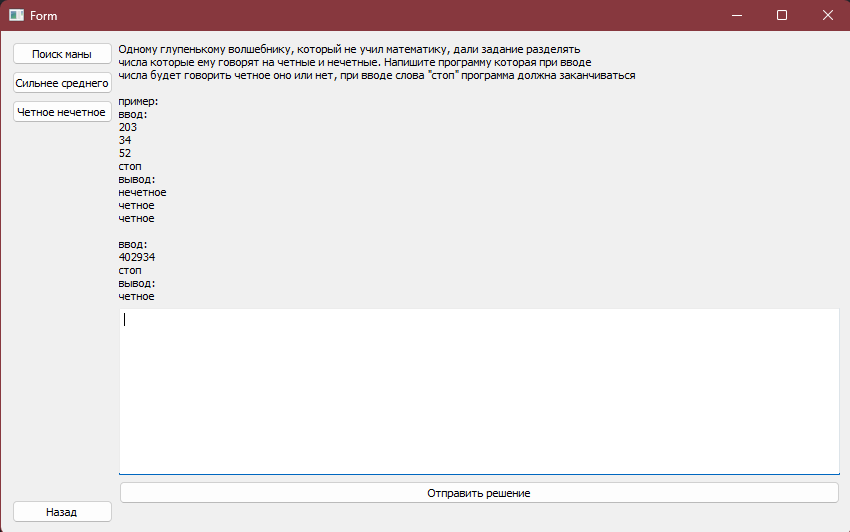 Form
Поиск маны
Сильнее среднего
Четное нечетное
Одному глупенькому волшебнику, который не учил математику, дали задание разделять
числа которые ему говорят на четные и нечетные. Напишите программу которая при вводе
числа будет говорить четное оно или нет, при вводе слова "стоп" программа должна заканчиваться
пример:
ввод:
203
34
52
стоп
вывод:
нечетное
четное
четное
ввод:
402934
стоп
вывод:
четное
Отправить решение
Назад